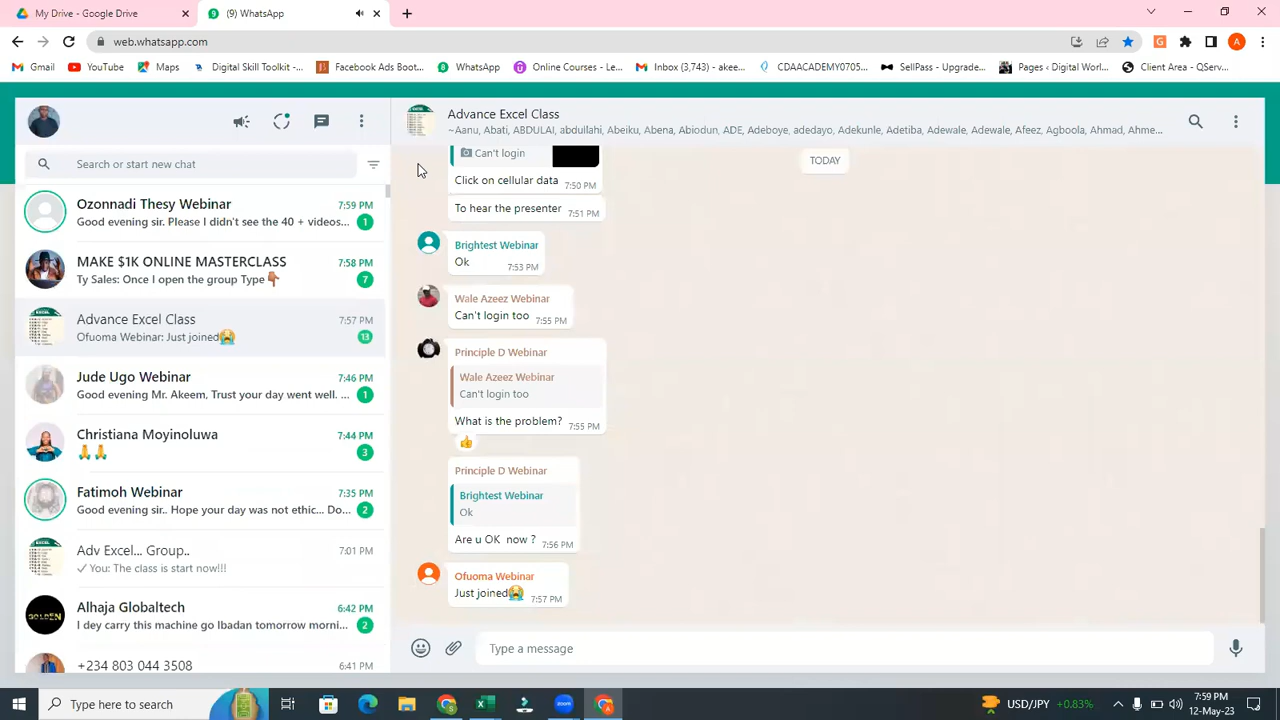 My Drive - Google Drive
(9) WhatsApp
web.whatsapp.com
Gmail
YouTube
Maps
Digital Skill Toolkit -...
Facebook Ads Boot...
WhatsApp
Online Courses - Le...
Inbox (3,743) - akee...
CDAACADEMY0705...
SellPass - Upgrade...
Pages ‹ Digital Worl...
Client Area - QServ...
Search or start new chat
Ozonnadi Thesy Webinar
7:59 PM
Good evening sir. Please I didn't see the 40 + videos...
1
MAKE $1K ONLINE MASTERCLASS
7:58 PM
Ty Sales: Once I open the group Type👇🏾
7
Advance Excel Class
7:57 PM
Ofuoma Webinar: Just joined😭
13
Jude Ugo Webinar
7:46 PM
Good evening Mr. Akeem, Trust your day went well. ...
1
Christiana Moyinoluwa
7:44 PM
🙏🙏
3
Fatimoh Webinar
7:35 PM
Good evening sir.. Hope your day was not ethic... Do...
2
Adv Excel... Group..
7:01 PM
✓ You: The class is start now!!!
Alhaja Globaltech
6:42 PM
I dey carry this machine go Ibadan tomorrow morni...
2
+234 803 044 3508
6:41 PM
Advance Excel Class
~Aanu, Abati, ABDULAI, abdullahi, Abeiku, Abena, Abiodun, ADE, Adeboye, adedayo, Adekunle, Adetiba, Adewale, Adewale, Afeez, Agboola, Ahmad, Ahme...
TODAY
Can't login
Click on cellular data
7:50 PM
To hear the presenter
7:51 PM
Brightest Webinar
Ok
7:53 PM
Wale Azeez Webinar
Can't login too
7:55 PM
Principle D Webinar
Wale Azeez Webinar
Can't login too
What is the problem?
7:55 PM
👍
Principle D Webinar
Brightest Webinar
Ok
Are u OK now ?
7:56 PM
Ofuoma Webinar
Just joined😭
7:57 PM
Type a message
Type here to search
USD/JPY +0.83%
7:59 PM
12-May-23